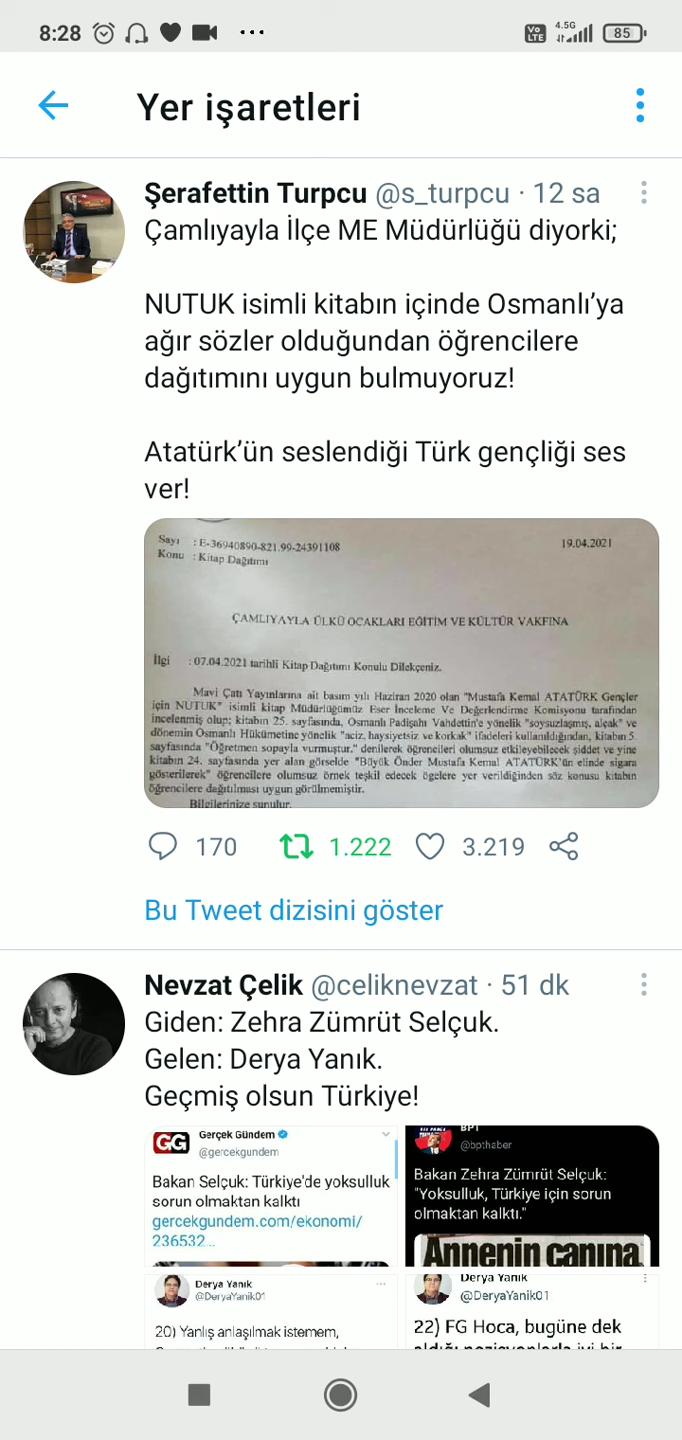 8:28
Vo LTE 4.5G 85
Yer işaretleri
Şerafettin Turpcu @s_turpcu · 12 sa
Çamlıyayla İlçe ME Müdürlüğü diyorki;
NUTUK isimli kitabın içinde Osmanlı’ya
ağır sözler olduğundan öğrencilere
dağıtımını uygun bulmuyoruz!
Atatürk’ün seslendiği Türk gençliği ses
ver!
Sayı : E-36940890-821.99-24391108 19.04.2021
Konu : Kitap Dağıtımı
ÇAMLIYAYLA ÜLKÜ OCAKLARI EĞİTİM VE KÜLTÜR VAKFINA
İlgi : 07.04.2021 tarihli Kitap Dağıtımı Konulu Dilekçeniz.
Mavi Çatı Yayınlarına ait basım yılı Haziran 2020 olan "Mustafa Kemal ATATÜRK Gençler
için NUTUK" isimli kitap Müdürlüğümüz Eser İnceleme Ve Değerlendirme Komisyonu tarafından
incelenmiş olup; kitabın 25. sayfasında, Osmanlı Padişahı Vahdettin'e yönelik "soysuzlaşmış, alçak" ve
dönemin Osmanlı Hükümetine yönelik "aciz, haysiyetsiz ve korkak" ifadeleri kullanıldığından, kitabın 5.
sayfasında "Öğretmen sopayla vurmuştur." denilerek öğrencileri olumsuz etkileyebilecek şiddet ve yine
kitabın 24. sayfasında yer alan görselde "Büyük Önder Mustafa Kemal ATATÜRK'ün elinde sigara
gösterilerek" öğrencilere olumsuz örnek teşkil edecek ögelere yer verildiğinden söz konusu kitabın
öğrencilere dağıtılması uygun görülmemiştir.
Bilgilerinize sunulur.
170 1.222 3.219
Bu Tweet dizisini göster
Nevzat Çelik @celiknevzat · 51 dk
Giden: Zehra Zümrüt Selçuk.
Gelen: Derya Yanık.
Geçmiş olsun Türkiye!
GG Gerçek Gündem
@gercekgundem
Bakan Selçuk: Türkiye'de yoksulluk
sorun olmaktan kalktı
gercekgundem.com/ekonomi/
236532...
BPT
@bpthaber
Bakan Zehra Zümrüt Selçuk:
"Yoksulluk, Türkiye için sorun
olmaktan kalktı."
Annenin canına
Derya Yanık
@DeryaYanik01
20) Yanlış anlaşılmak istemem,
Derya Yanık
@DeryaYanik01
22) FG Hoca, bugüne dek